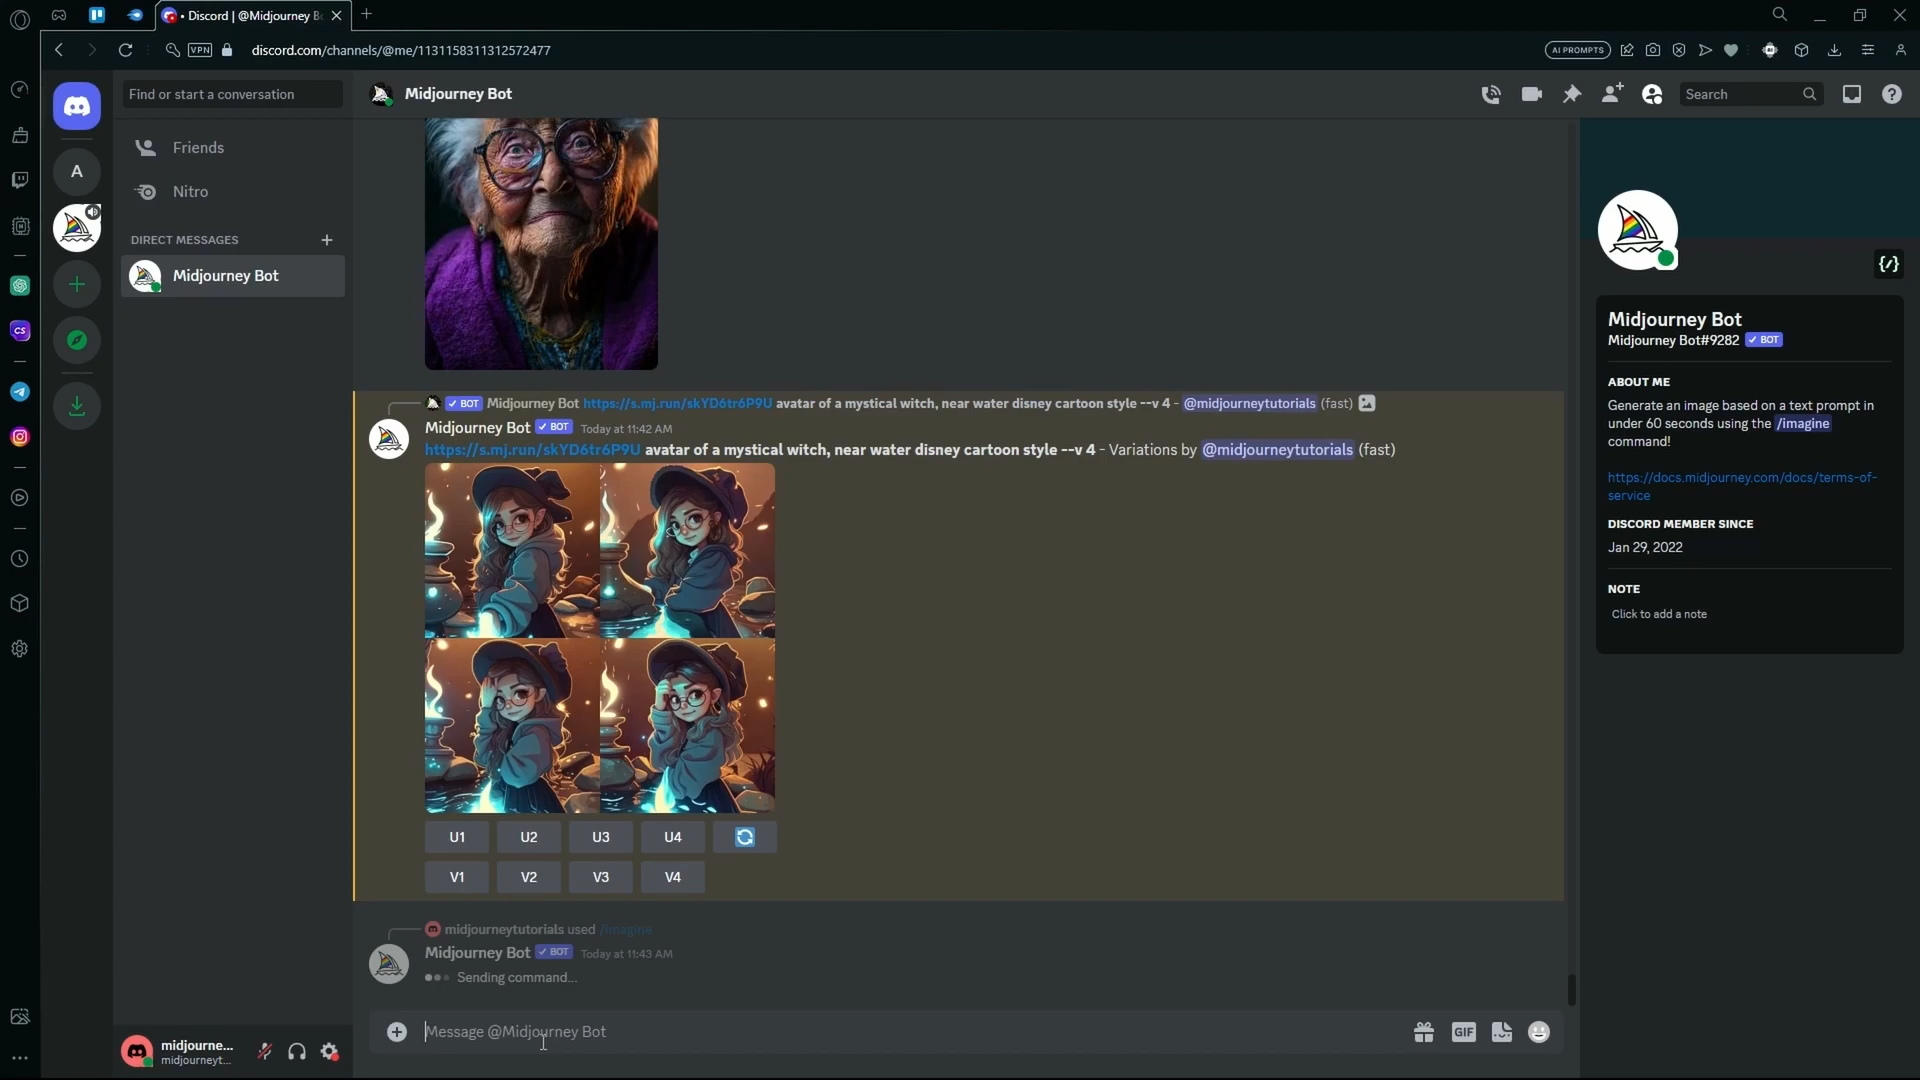 • Discord | @Midjourney B
VPN
discord.com/channels/@me/1131158311312572477
AI PROMPTS
Find or start a conversation
Midjourney Bot
Search
Friends
A
Nitro
DIRECT MESSAGES
Midjourney Bot
CS
Midjourney Bot
Midjourney Bot#9282 BOT
ABOUT ME
Generate an image based on a text prompt in
under 60 seconds using the /imagine
command!
https://docs.midjourney.com/docs/terms-of-
service
DISCORD MEMBER SINCE
Jan 29, 2022
NOTE
Click to add a note
BOT Midjourney Bot https://s.mj.run/skYD6tr6P9U avatar of a mystical witch, near water disney cartoon style --v 4 - @midjourneytutorials (fast)
Midjourney Bot BOT Today at 11:42 AM
https://s.mj.run/skYD6tr6P9U avatar of a mystical witch, near water disney cartoon style --v 4 - Variations by @midjourneytutorials (fast)
U1 U2 U3 U4
V1 V2 V3 V4
midjourneytutorials used /imagine
Midjourney Bot BOT Today at 11:43 AM
Sending command...
Message @Midjourney Bot
GIF
midjourne...
midjourneyt...